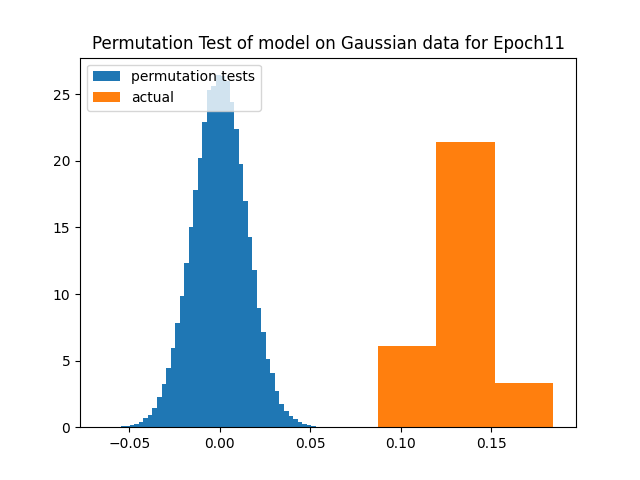 Permutation Test of model on Gaussian data for Epoch11
permutation tests
actual
25
20
15
10
5
0
−0.05 0.00 0.05 0.10 0.15